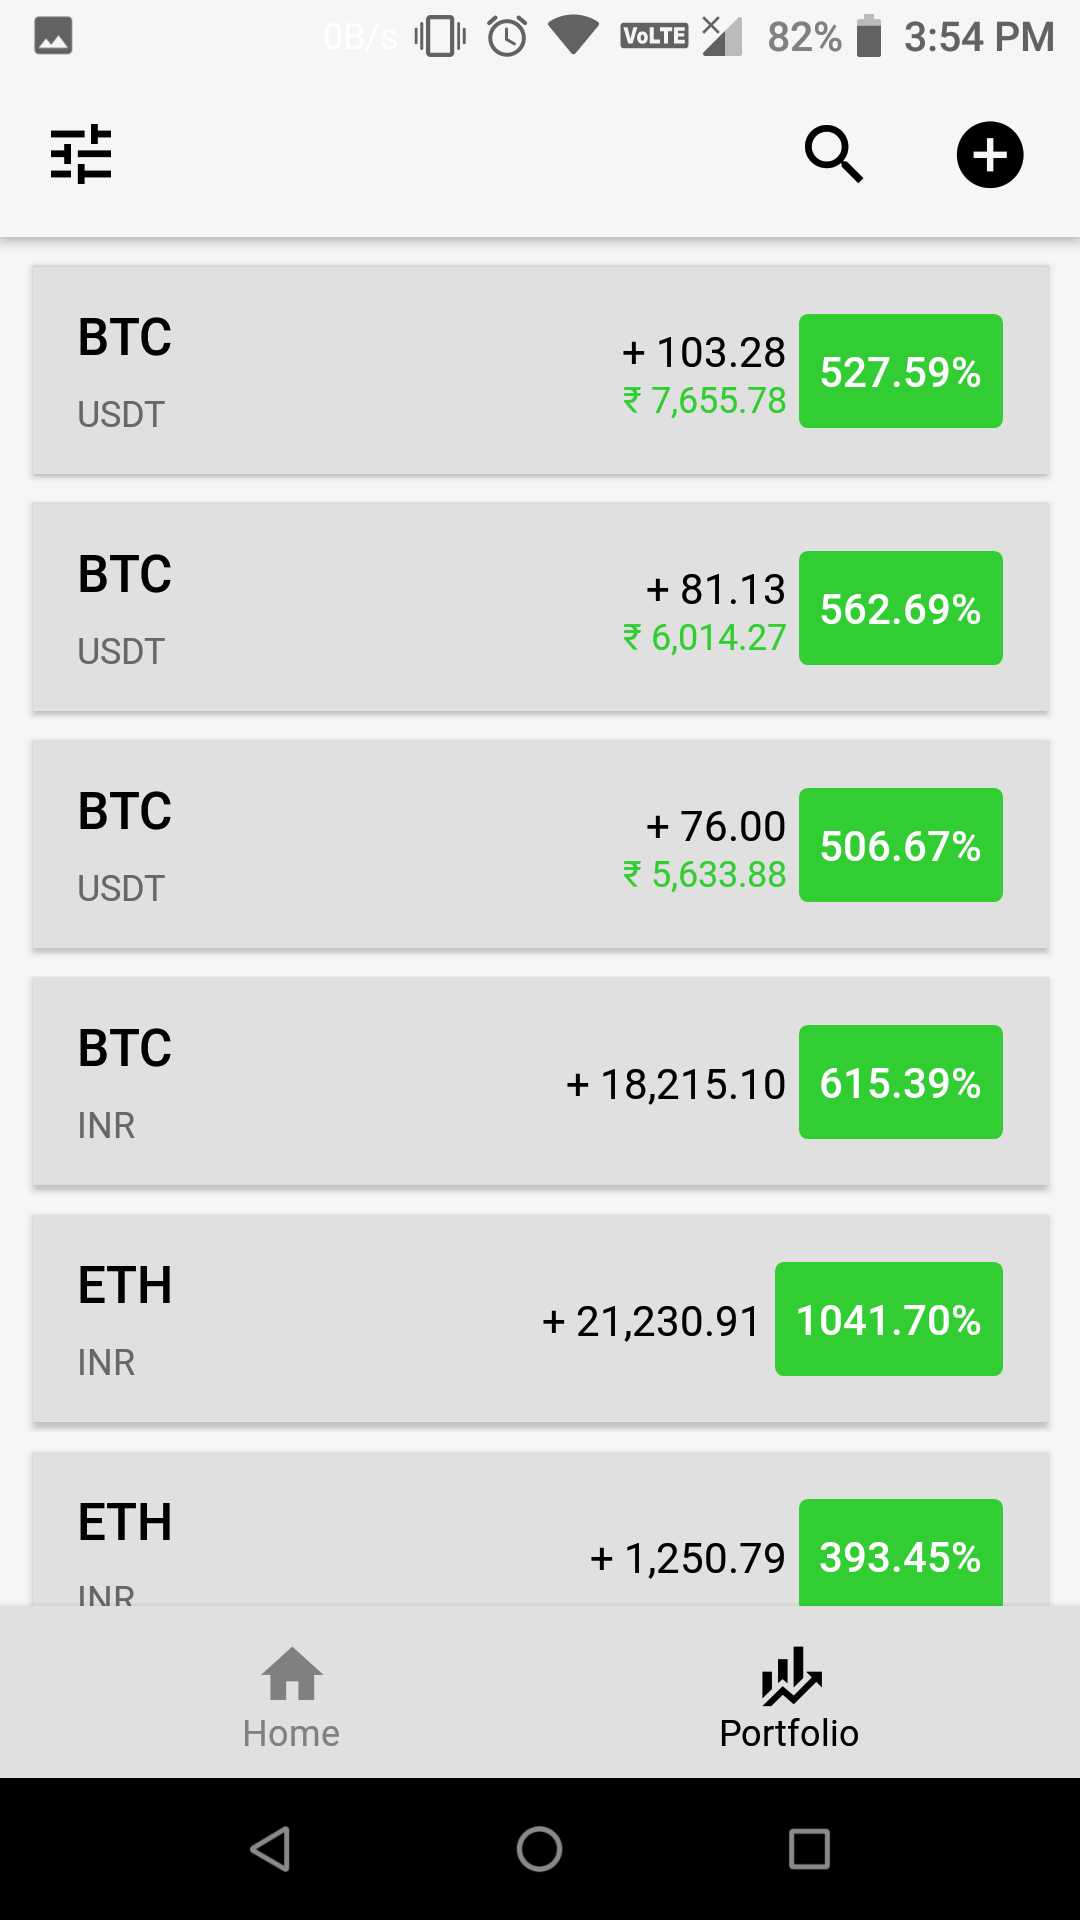 0B/s VoLTE 82% 3:54 PM
BTC
+ 103.28
527.59%
₹ 7,655.78
USDT
BTC
+ 81.13
562.69%
₹ 6,014.27
USDT
BTC
+ 76.00
506.67%
₹ 5,633.88
USDT
BTC
+ 18,215.10
615.39%
INR
ETH
+ 21,230.91
1041.70%
INR
ETH
+ 1,250.79
393.45%
INR
Home
Portfolio